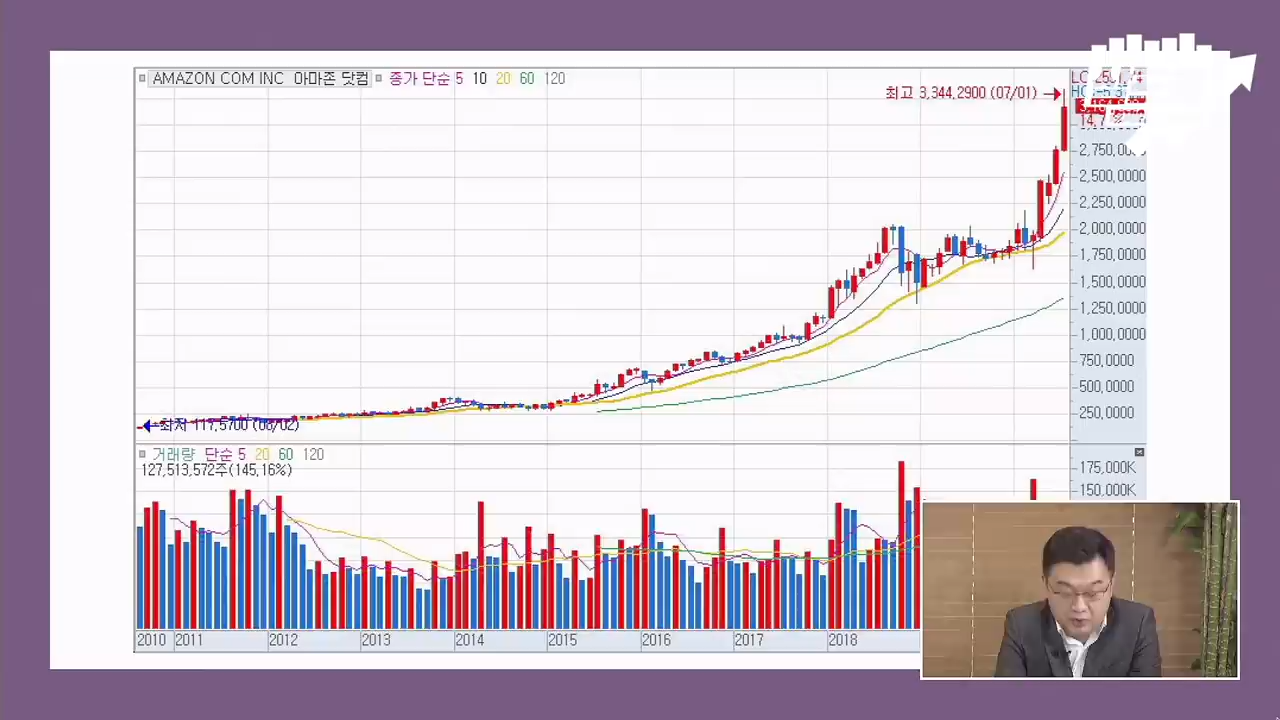 AMAZON COM INC 아마존 닷컴 종가 단순 5 10 20 60 120
최고 3,344.2900 (07/01)
2,750.0000
2,500.0000
2,250.0000
2,000.0000
1,750.0000
1,500.0000
1,250.0000
1,000.0000
750.0000
500.0000
250.0000
최저 117.5700 (08/02)
거래량 단순 5 20 60 120
127,513,572주(145.16%)
175,000K
150,000K
2010 2011 2012 2013 2014 2015 2016 2017 2018